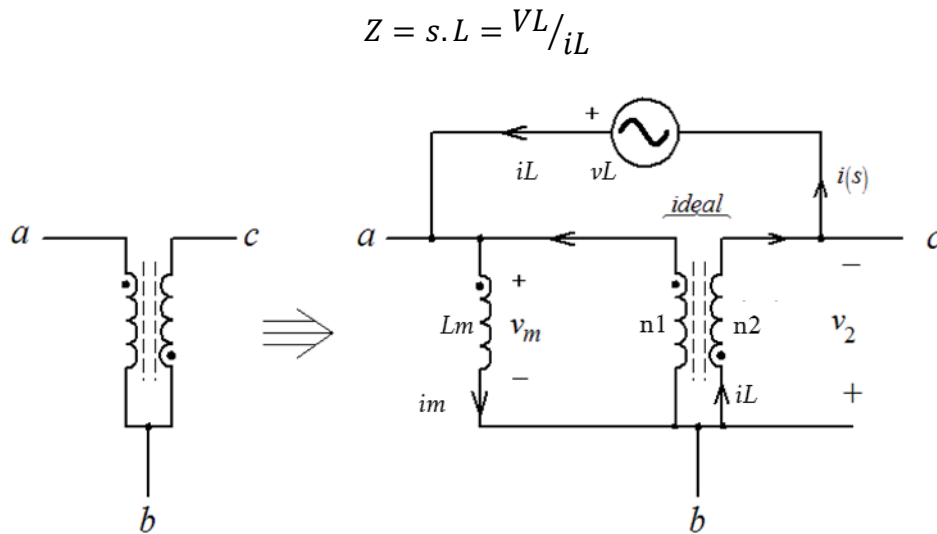 Z = s.L = VL/iL
+
iL
vL
i(s)
ideal
a
c
a
c
+
−
Lm
vm
n1
n2
v2
−
im
iL
+
b
b